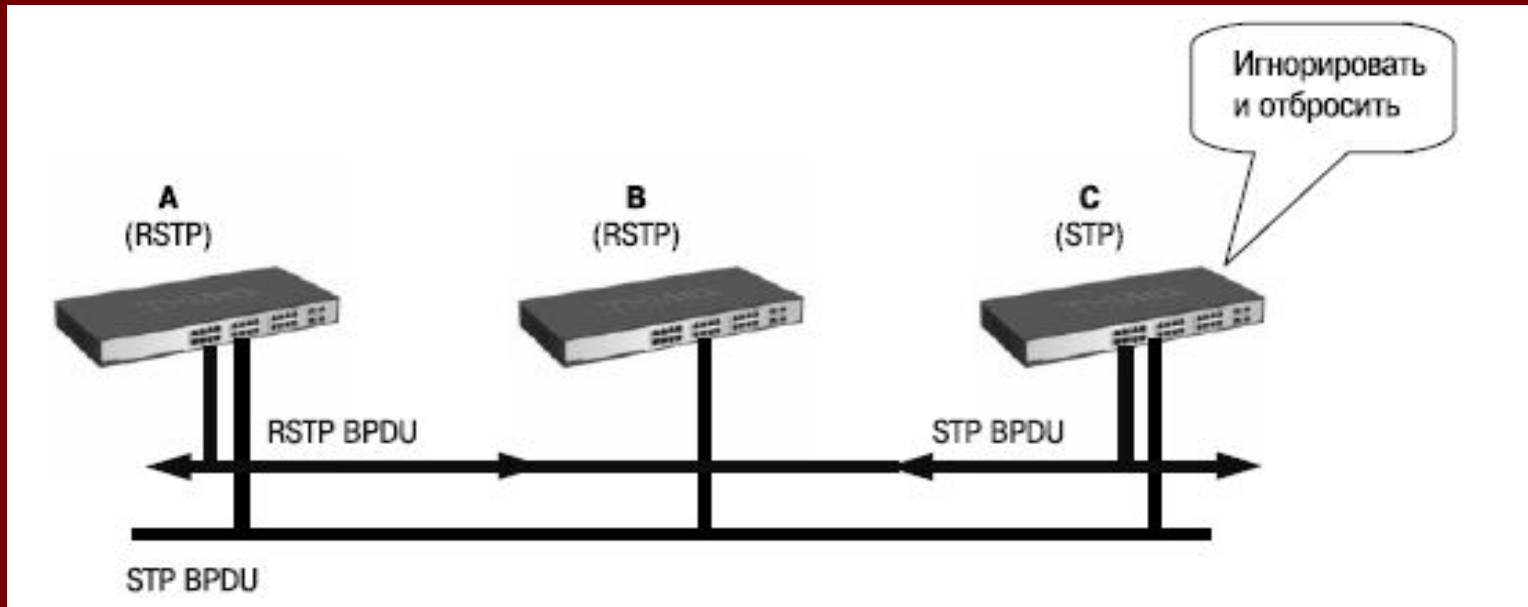 Игнорировать
и отбросить
A
(RSTP)
B
(RSTP)
C
(STP)
RSTP BPDU
STP BPDU
STP BPDU